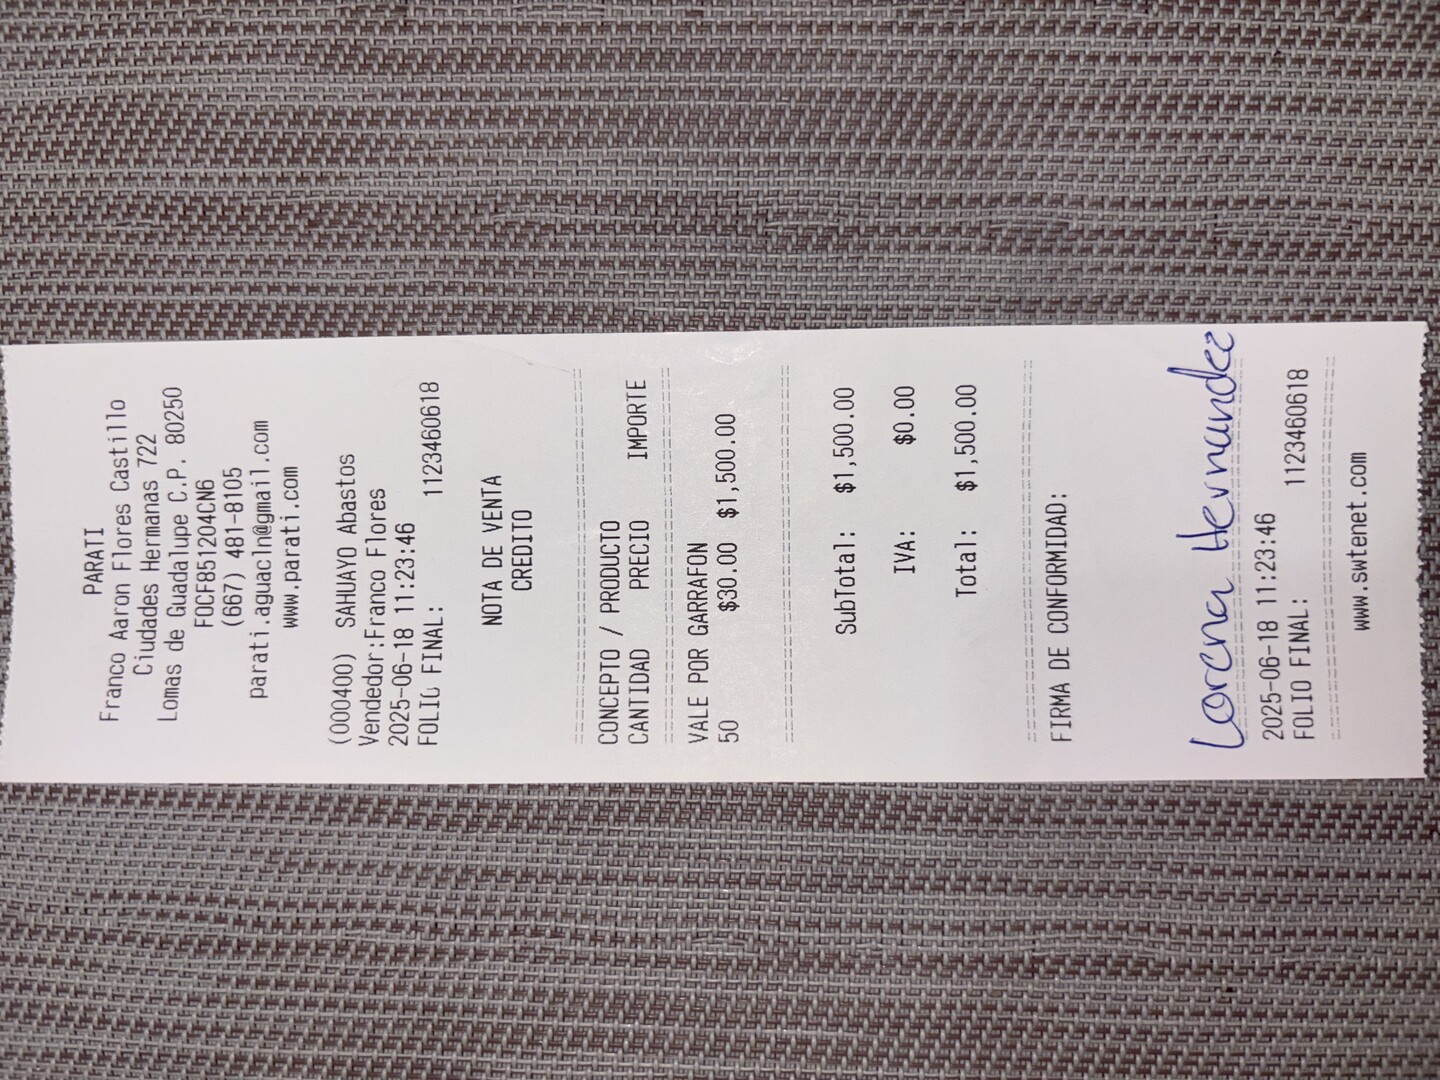 PARATI
Franco Aaron Flores Castillo
Ciudades Hermanas 722
Lomas de Guadalupe C.P. 80250
FOCF851204CN6
(667) 481-8105
parati.aguacln@gmail.com
www.parati.com
(000400) SAHUAYO Abastos
Vendedor:Franco Flores
2025-06-18 11:23:46
FOLIO FINAL: 1123460618
NOTA DE VENTA
CREDITO
CONCEPTO / PRODUCTO
CANTIDAD PRECIO IMPORTE
VALE POR GARRAFON
50 $30.00 $1,500.00
SubTotal: $1,500.00
IVA: $0.00
Total: $1,500.00
FIRMA DE CONFORMIDAD:
Lorena Hernandez
2025-06-18 11:23:46
FOLIO FINAL: 1123460618
www.swtenet.com